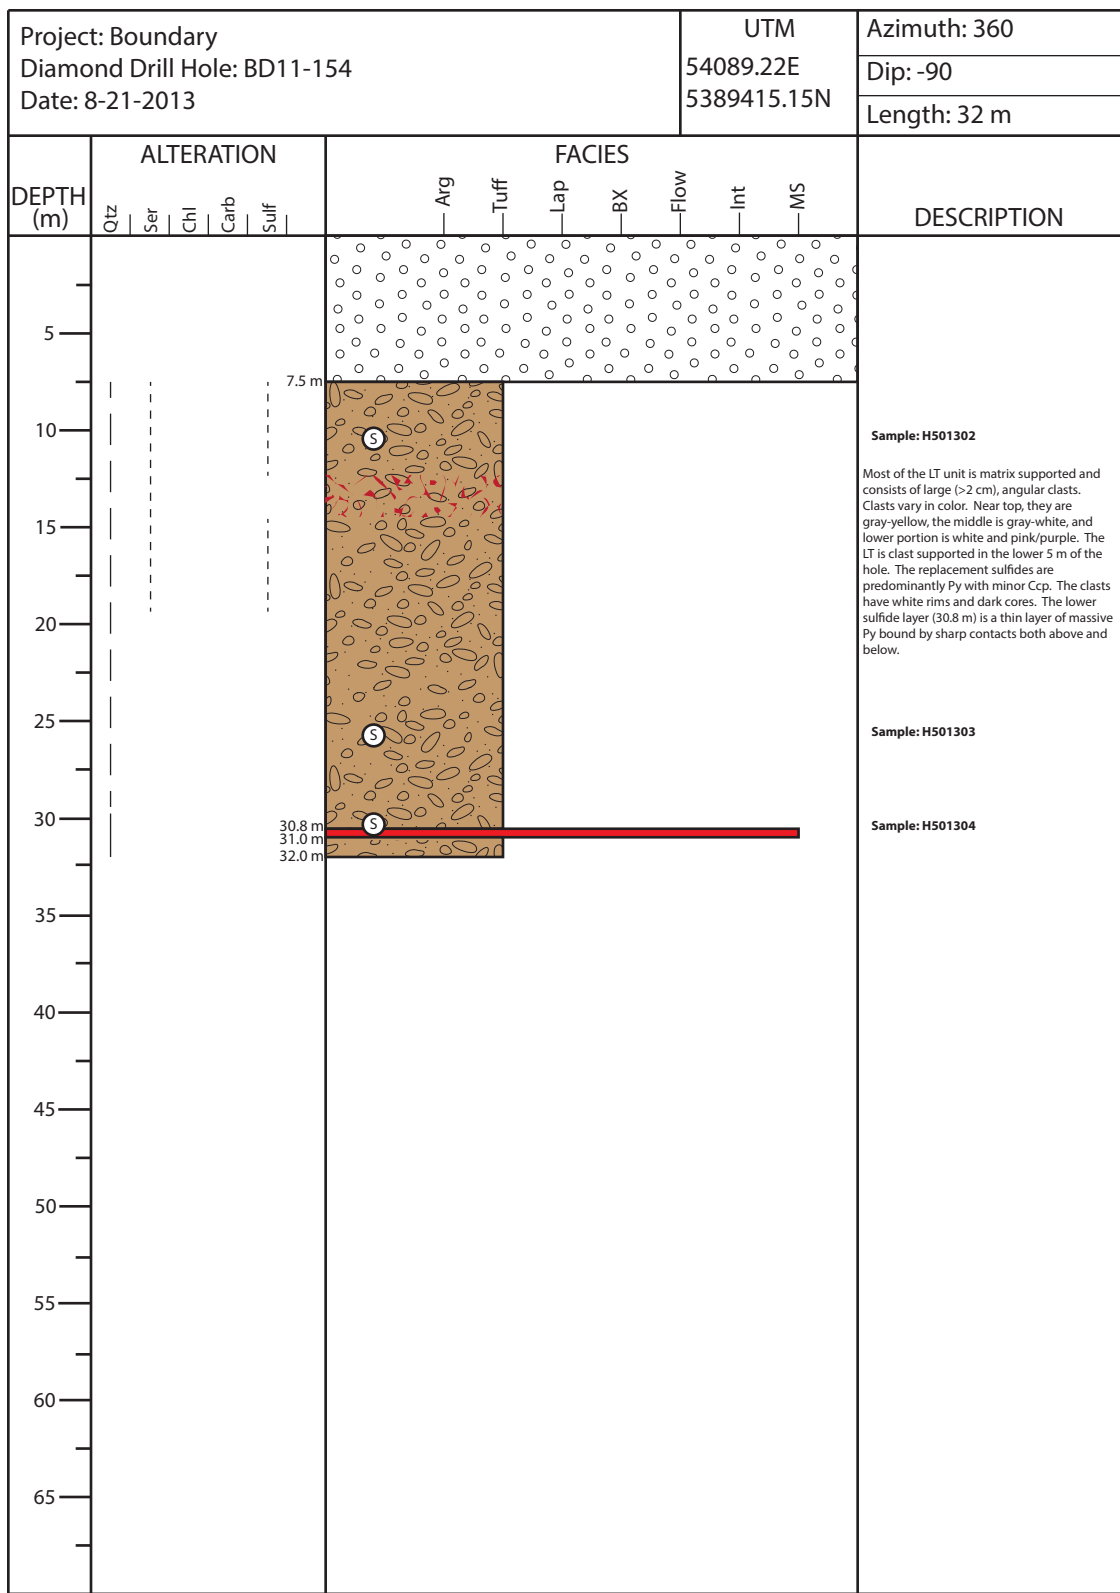 Project: Boundary
Diamond Drill Hole: BD11-154
Date: 8-21-2013
UTM
54089.22E
5389415.15N
Azimuth: 360
Dip: -90
Length: 32 m
DEPTH
(m)
ALTERATION
Qtz
Ser
Chl
Carb
Sulf
FACIES
Arg
Tuff
Lap
BX
Flow
Int
MS
DESCRIPTION
5
7.5 m
10
S
Sample: H501302
Most of the LT unit is matrix supported and
consists of large (>2 cm), angular clasts.
Clasts vary in color. Near top, they are
gray-yellow, the middle is gray-white, and
lower portion is white and pink/purple. The
LT is clast supported in the lower 5 m of the
hole. The replacement sulfides are
predominantly Py with minor Ccp. The clasts
have white rims and dark cores. The lower
sulfide layer (30.8 m) is a thin layer of massive
Py bound by sharp contacts both above and
below.
15
20
25
S
Sample: H501303
30
S
Sample: H501304
30.8 m
31.0 m
32.0 m
35
40
45
50
55
60
65